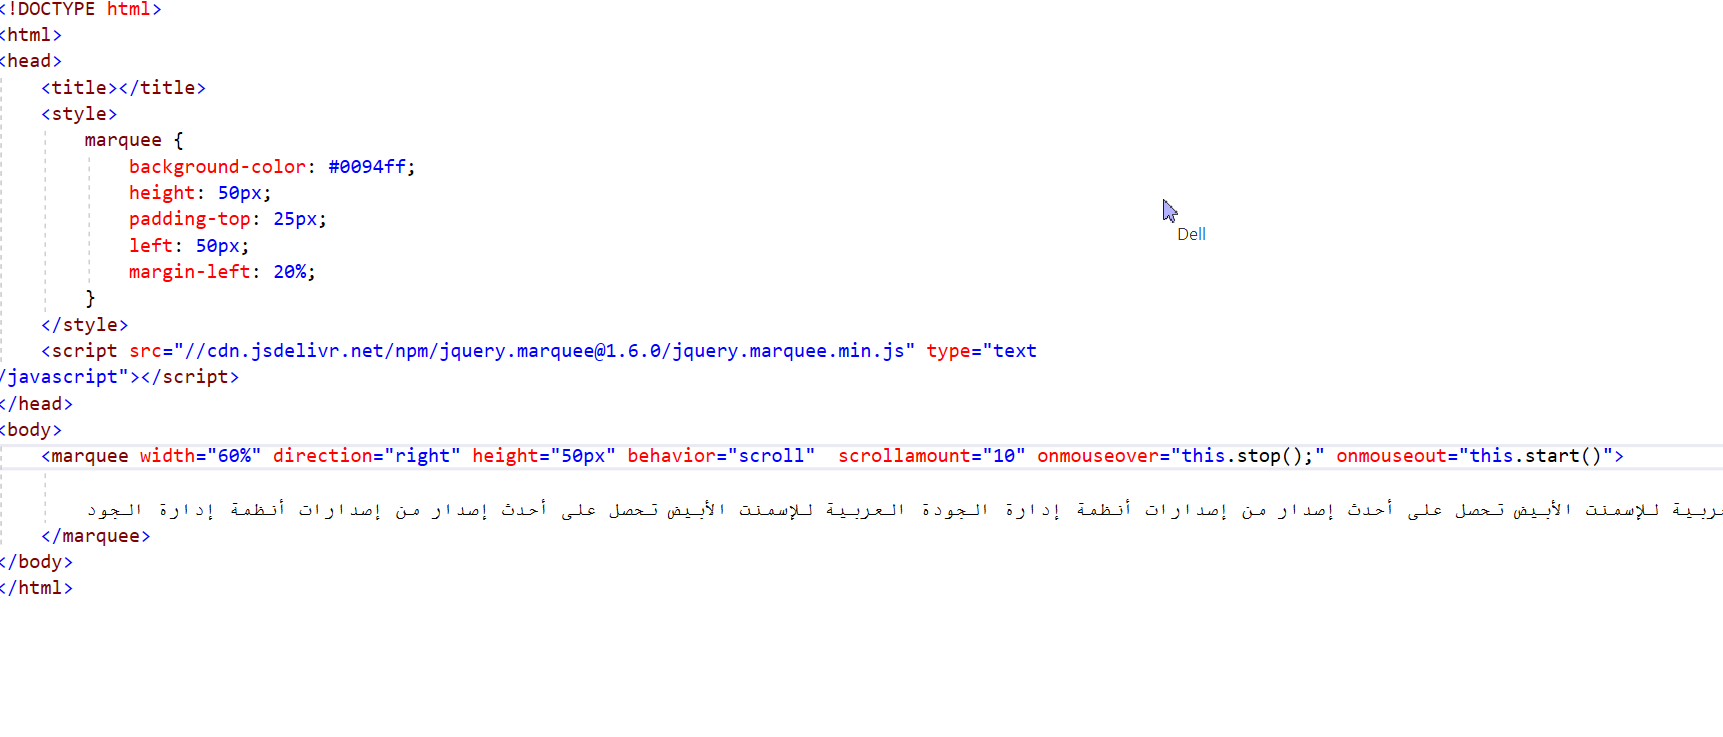 <!DOCTYPE html>
<html>
<head>
<title></title>
<style>
marquee {
background-color: #0094ff;
height: 50px;
padding-top: 25px;
left: 50px;
margin-left: 20%;
}
</style>
<script src="//cdn.jsdelivr.net/npm/jquery.marquee@1.6.0/jquery.marquee.min.js" type="text
/javascript"></script>
</head>
<body>
<marquee width="60%" direction="right" height="50px" behavior="scroll"  scrollamount="10" onmouseover="this.stop();" onmouseout="this.start()">
للإسمنت الأبيض تحصل على أحدث إصدار من إصدارات أنظمة إدارة الجودة العربية للإسمنت الأبيض تحصل على أحدث إصدار من إصدارات أنظمة إدارة الجود
</marquee>
</body>
</html>
Dell